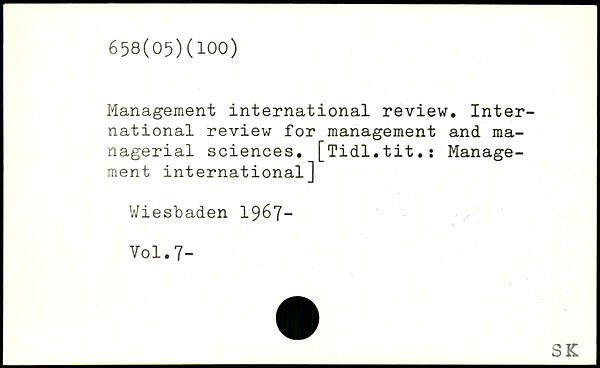 658(05)(100)
Management international review. Inter-
national review for management and ma-
nagerial sciences. [Tidl.tit.: Manage-
ment international]
Wiesbaden 1967-
Vol.7-
SK